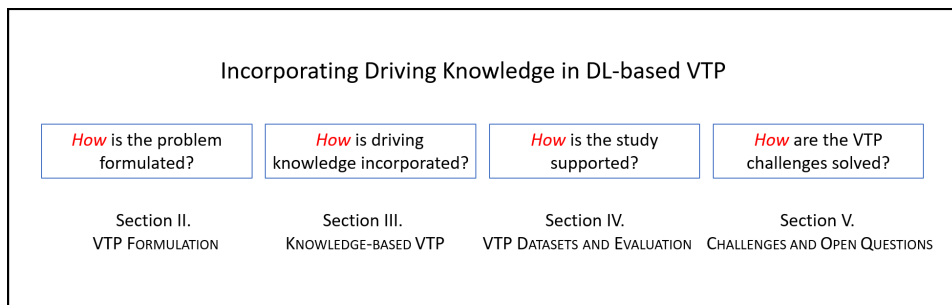 Incorporating Driving Knowledge in DL-based VTP
How is the problem
formulated?
How is driving
knowledge incorporated?
How is the study
supported?
How are the VTP
challenges solved?
Section II.
VTP FORMULATION
Section III.
KNOWLEDGE-BASED VTP
Section IV.
VTP DATASETS AND EVALUATION
Section V.
CHALLENGES AND OPEN QUESTIONS